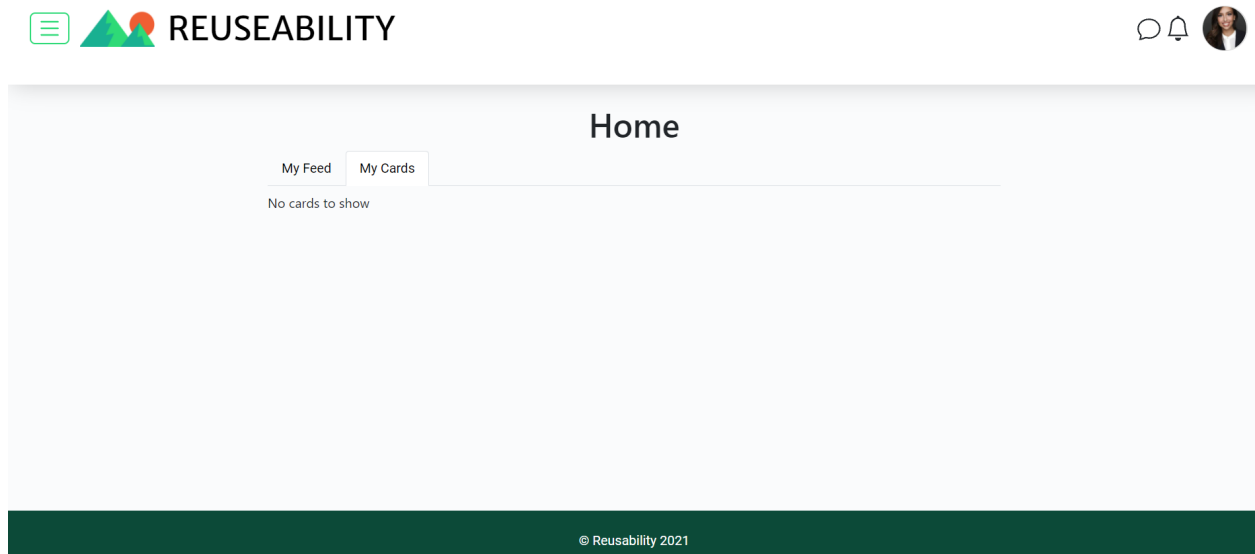 REUSEABILITY
Home
My Feed My Cards
No cards to show
© Reusability 2021